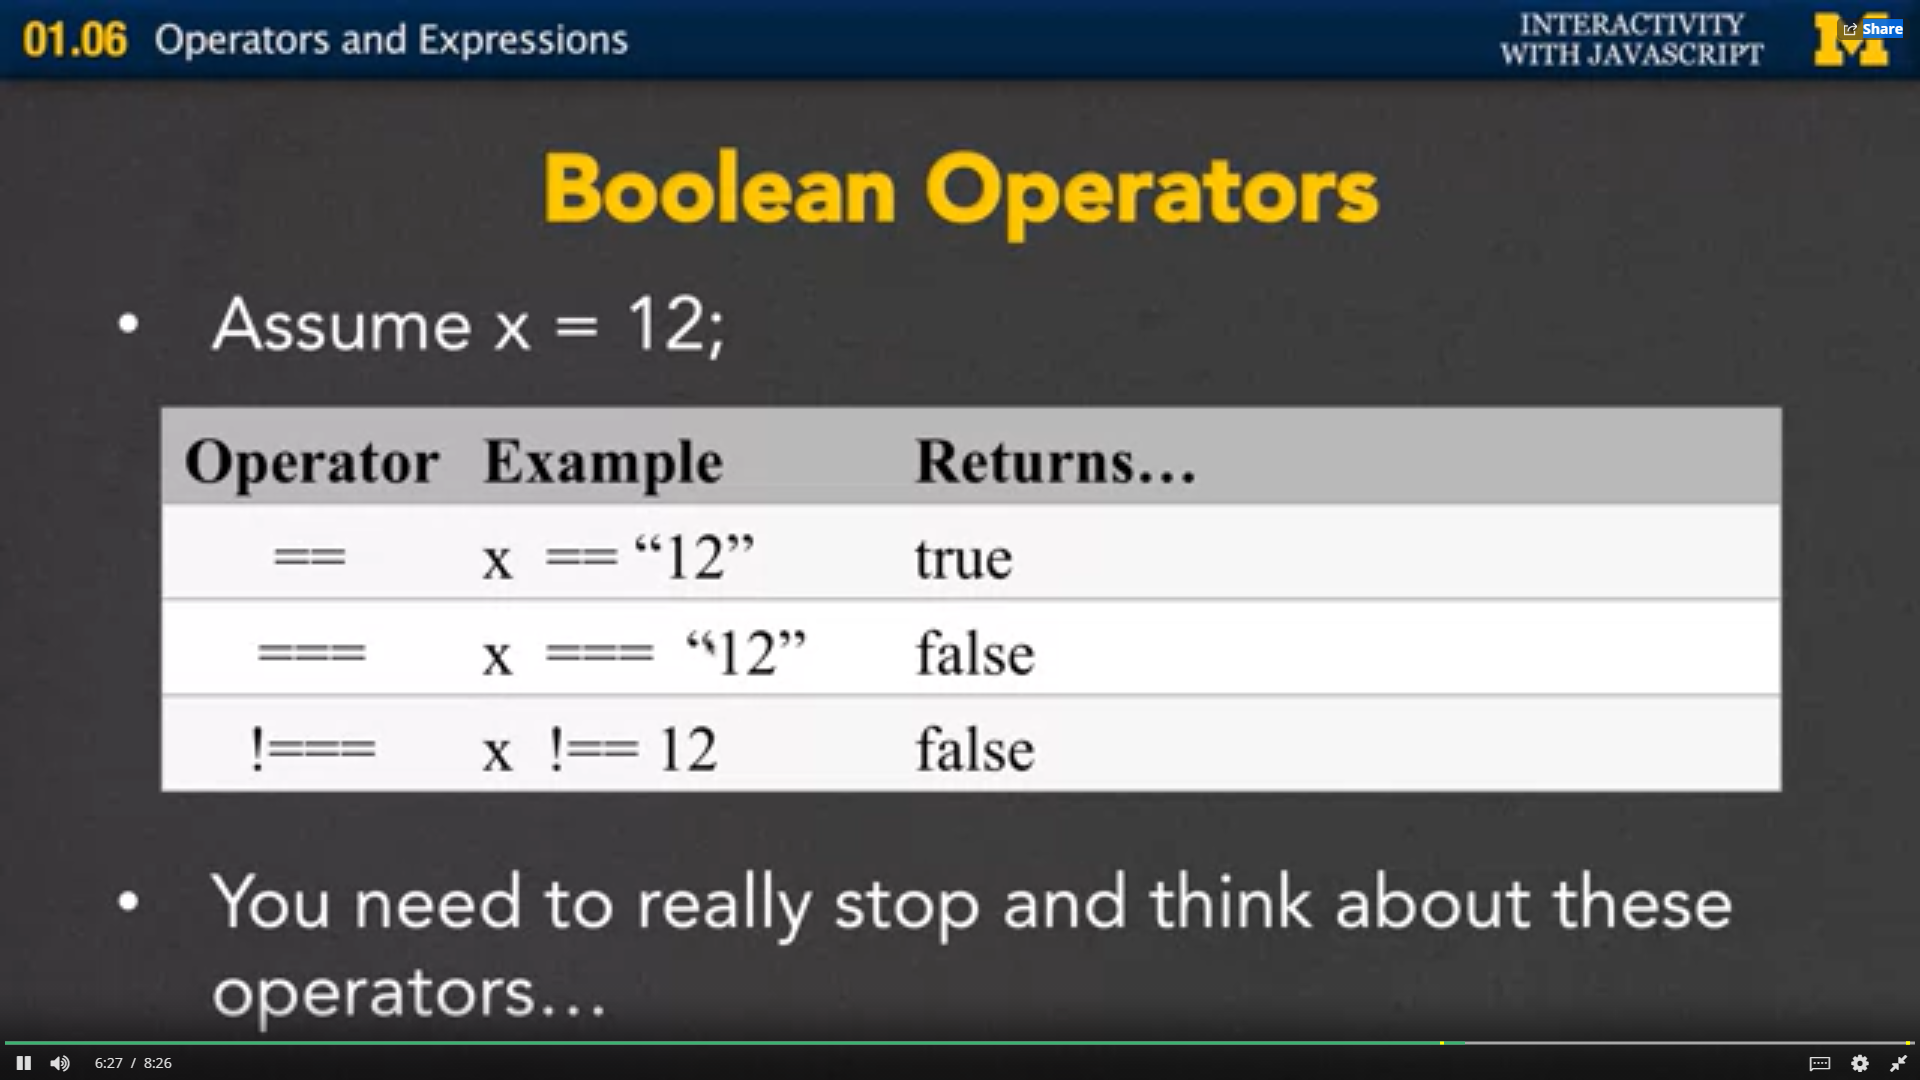 01.06 Operators and Expressions
INTERACTIVITY
WITH JAVASCRIPT
M
Share
Boolean Operators
• Assume x = 12;
Operator Example Returns…
== x == “12” true
=== x === “12” false
!=== x !== 12 false
• You need to really stop and think about these
operators…
6:27 / 8:26